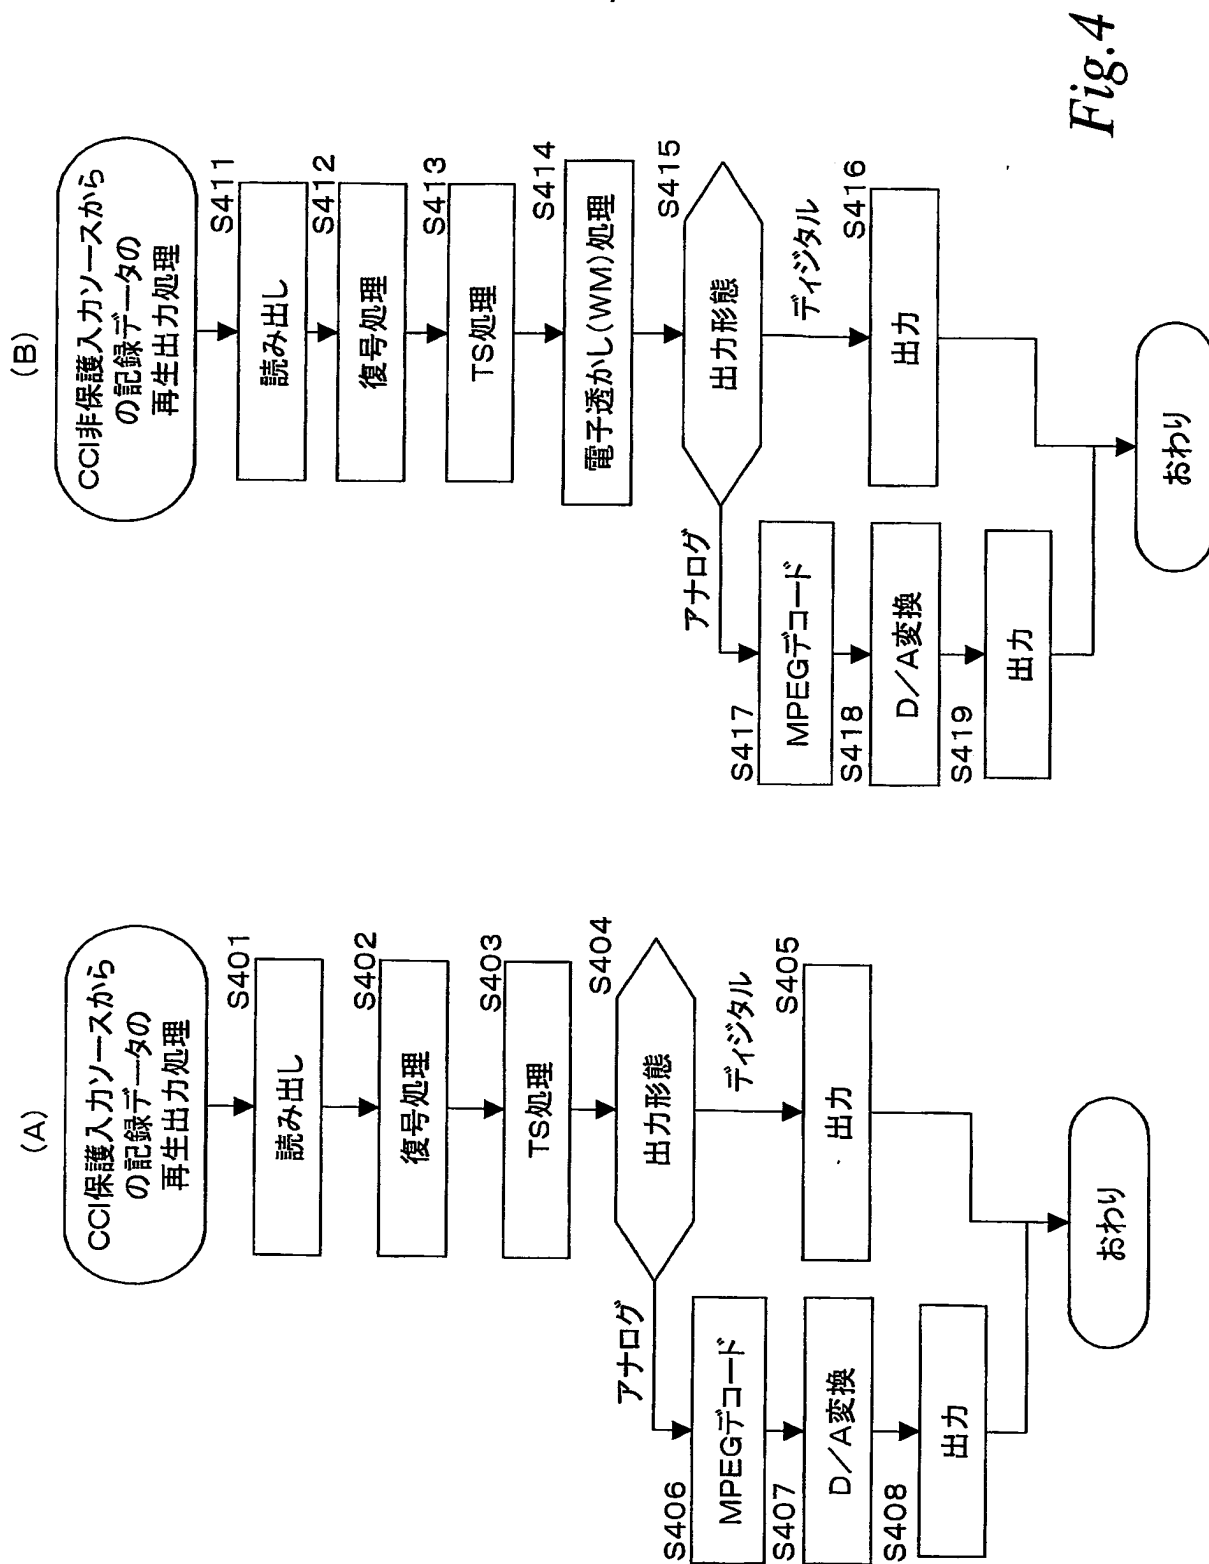 (A)
CCI保護入力ソースから
の記録データの
再生出力処理
S401
読み出し
S402
復号処理
S403
TS処理
S404
出力形態
アナログ
ディジタル
S405
出力
S406
MPEGデコード
S407
D/A変換
S408
出力
おわり
(B)
CCI非保護入力ソースから
の記録データの
再生出力処理
S411
読み出し
S412
復号処理
S413
TS処理
S414
電子透かし(WM)処理
S415
出力形態
アナログ
ディジタル
S416
出力
S417
MPEGデコード
S418
D/A変換
S419
出力
おわり
Fig.4